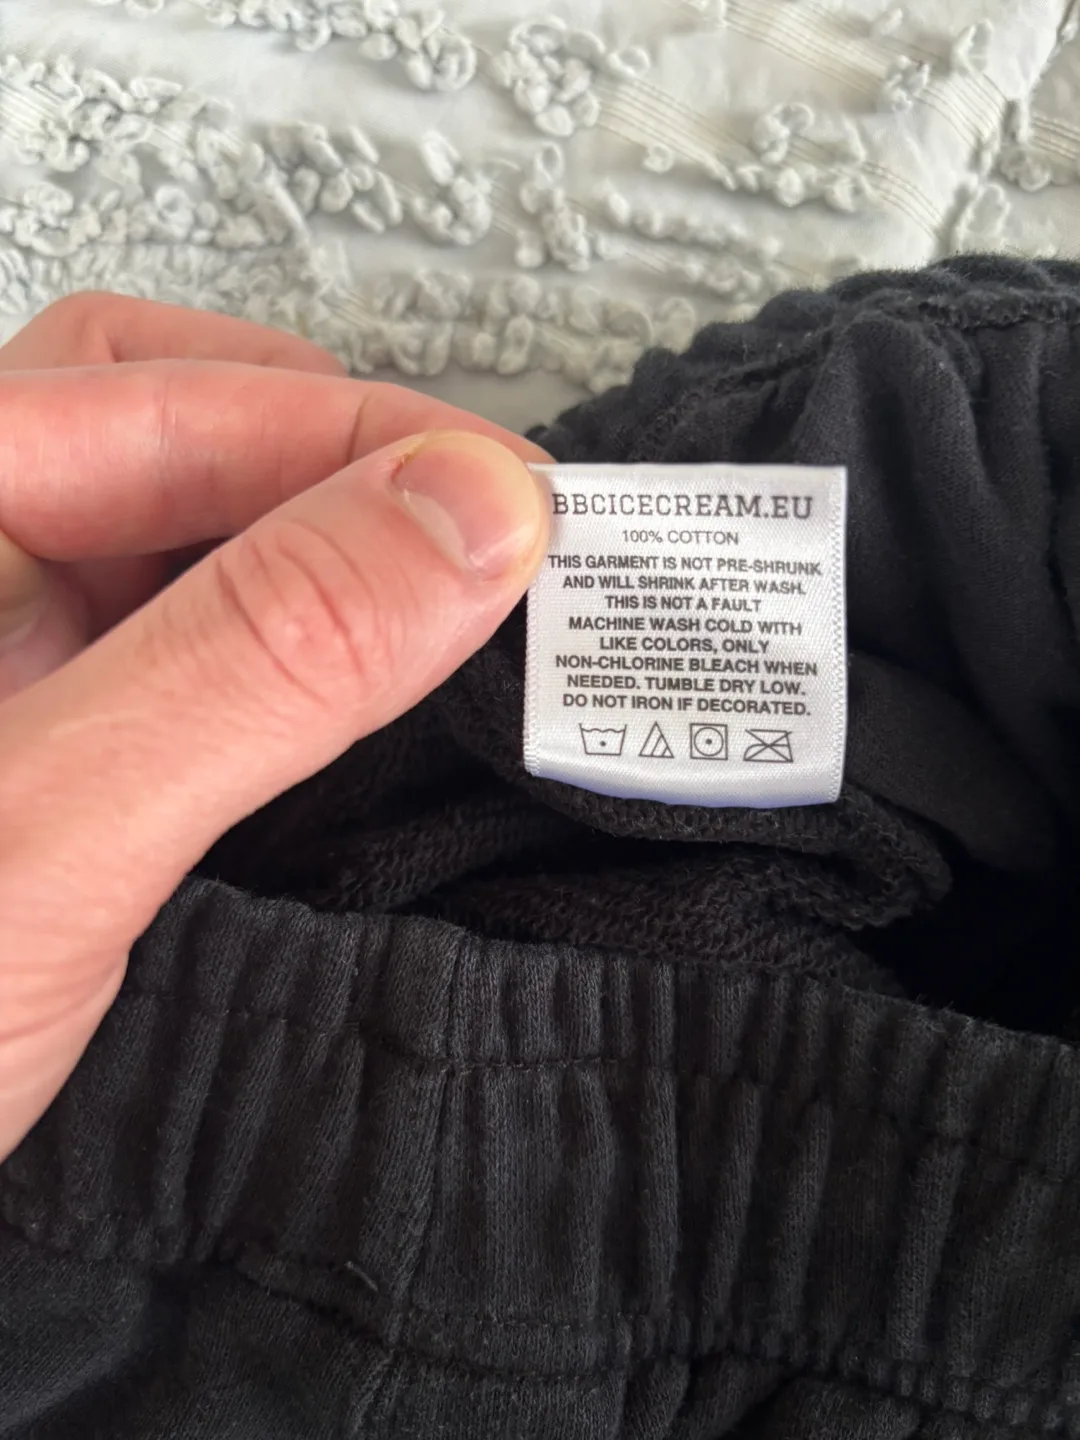 BBCICECREAM.EU
100% COTTON
THIS GARMENT IS NOT PRE-SHRUNK
AND WILL SHRINK AFTER WASH.
THIS IS NOT A FAULT
MACHINE WASH COLD WITH
LIKE COLORS, ONLY
NON-CHLORINE BLEACH WHEN
NEEDED. TUMBLE DRY LOW.
DO NOT IRON IF DECORATED.